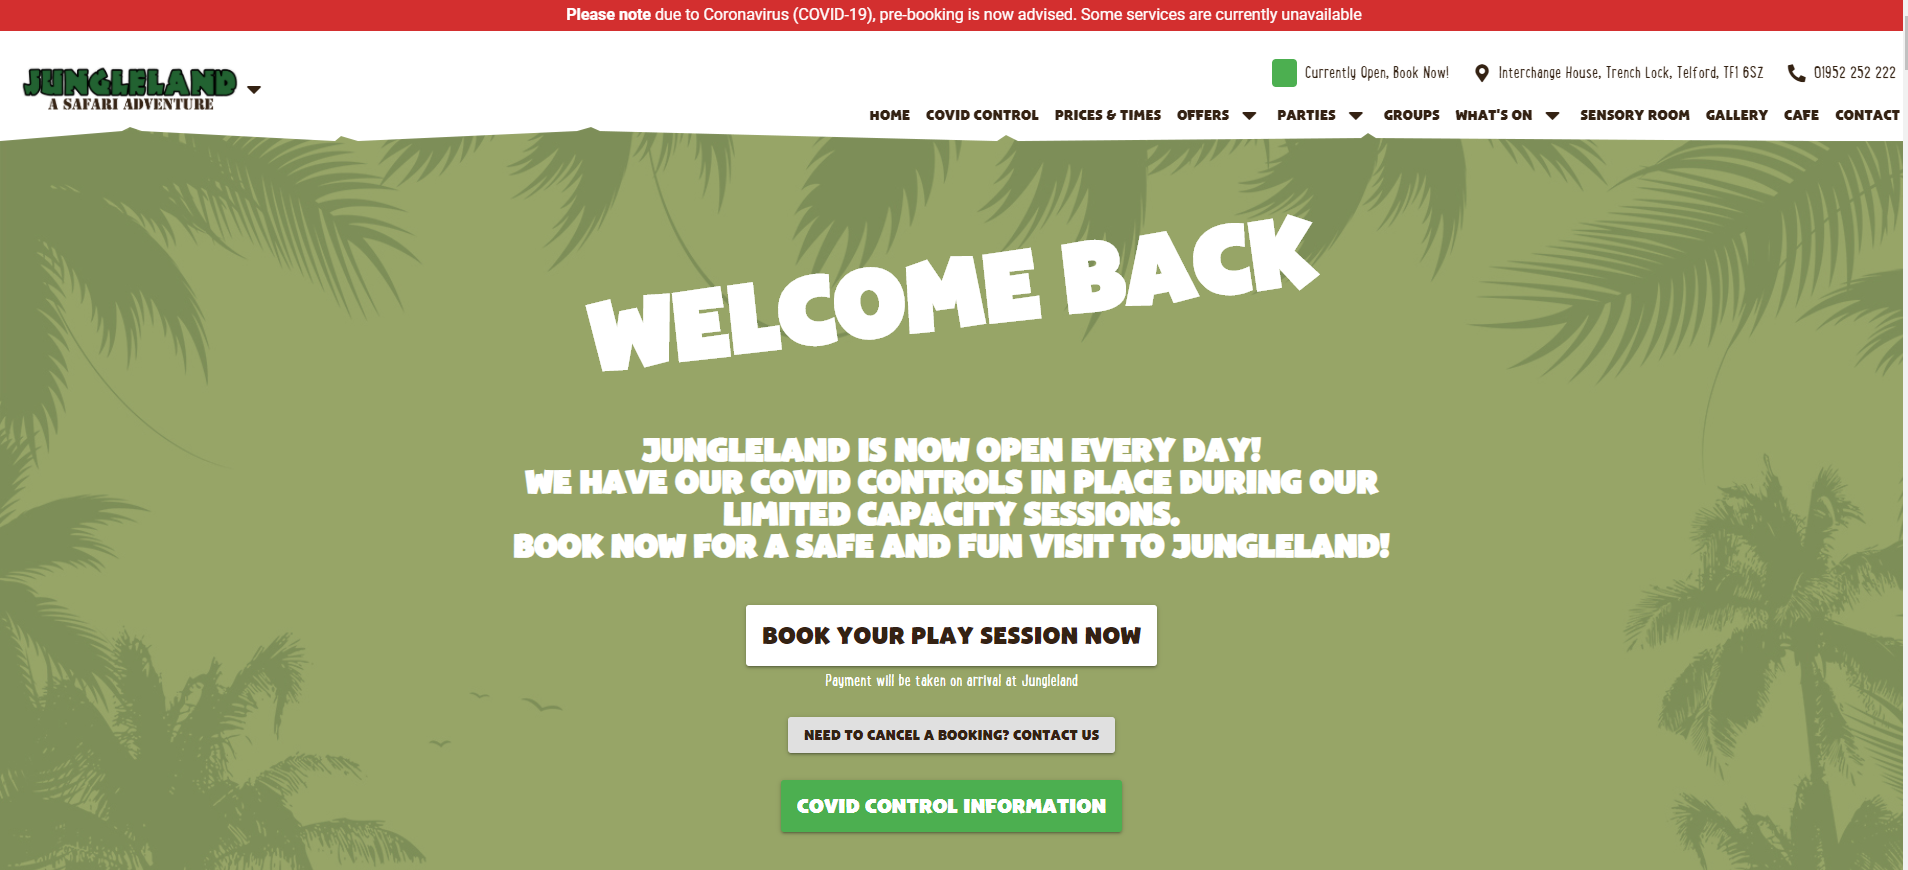 Please note due to Coronavirus (COVID-19), pre-booking is now advised. Some services are currently unavailable
JUNGLELAND
A SAFARI ADVENTURE
Currently Open, Book Now!
Interchange House, Trench Lock, Telford, TF1 6SZ
01952 252 222
HOME COVID CONTROL PRICES & TIMES OFFERS PARTIES GROUPS WHAT'S ON SENSORY ROOM GALLERY CAFE CONTACT
WELCOME BACK
JUNGLELAND IS NOW OPEN EVERY DAY!
WE HAVE OUR COVID CONTROLS IN PLACE DURING OUR
LIMITED CAPACITY SESSIONS.
BOOK NOW FOR A SAFE AND FUN VISIT TO JUNGLELAND!
BOOK YOUR PLAY SESSION NOW
Payment will be taken on arrival at Jungleland
NEED TO CANCEL A BOOKING? CONTACT US
COVID CONTROL INFORMATION